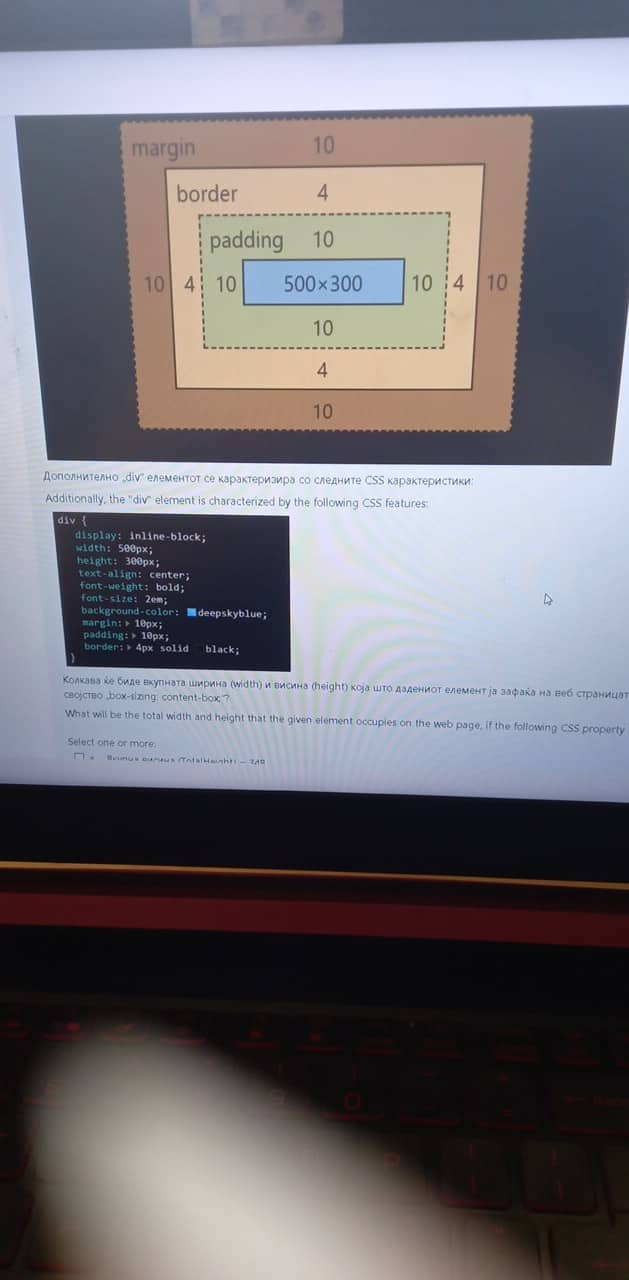 margin 10
border 4
padding 10
10 4 10 500×300 10 4 10
10
4
10
Дополнително „div" елементот се карактеризира со следните CSS карактеристики:
Additionally, the "div" element is characterized by the following CSS features:
div {
display: inline-block;
width: 500px;
height: 300px;
text-align: center;
font-weight: bold;
font-size: 2em;
background-color: deepskyblue;
margin: 10px;
padding: 10px;
border: 4px solid black;
}
Колкава ќе биде вкупната ширина (width) и висина (height) која што дадениот елемент ја зафаќа на веб страницат
својство „box-sizing: content-box;"?
What will be the total width and height that the given element occupies on the web page, if the following CSS property
Select one or more:
(TotalHeight) = 348
P